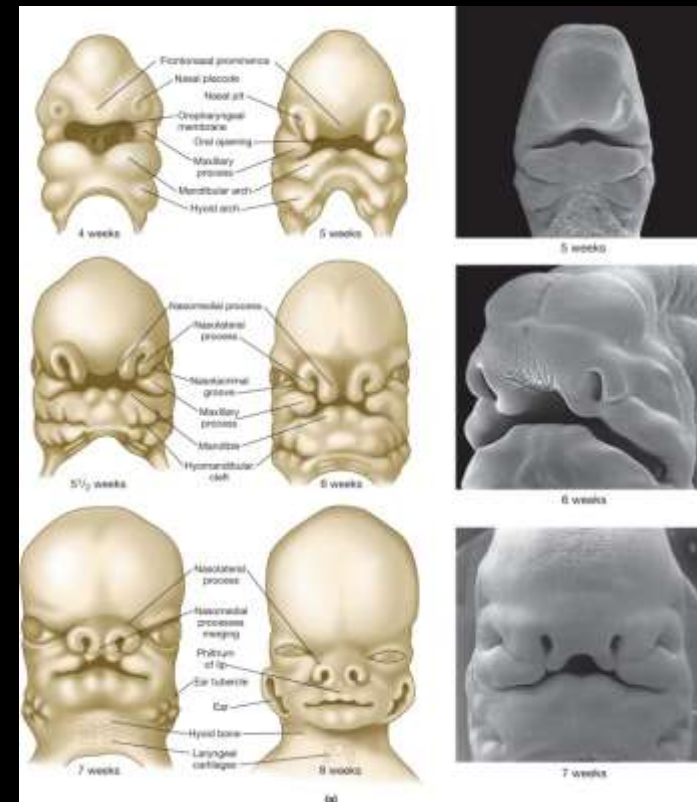 Frontonasal prominence
Nasal placode
Nasal pit
Oropharyngeal
membrane
Oral opening
Maxillary
process
Mandibular arch
Hyoid arch
4 weeks
5 weeks
5 weeks
Nasomedial process
Nasolateral
process
Nasolacrimal
groove
Maxillary
process
Mandible
Hyomandibular
cleft
5½ weeks
6 weeks
6 weeks
Nasolateral
process
Nasomedial
processes
merging
Philtrum
of lip
Ear tubercle
Ear
Hyoid bone
Laryngeal
cartilages
7 weeks
8 weeks
7 weeks
(a)